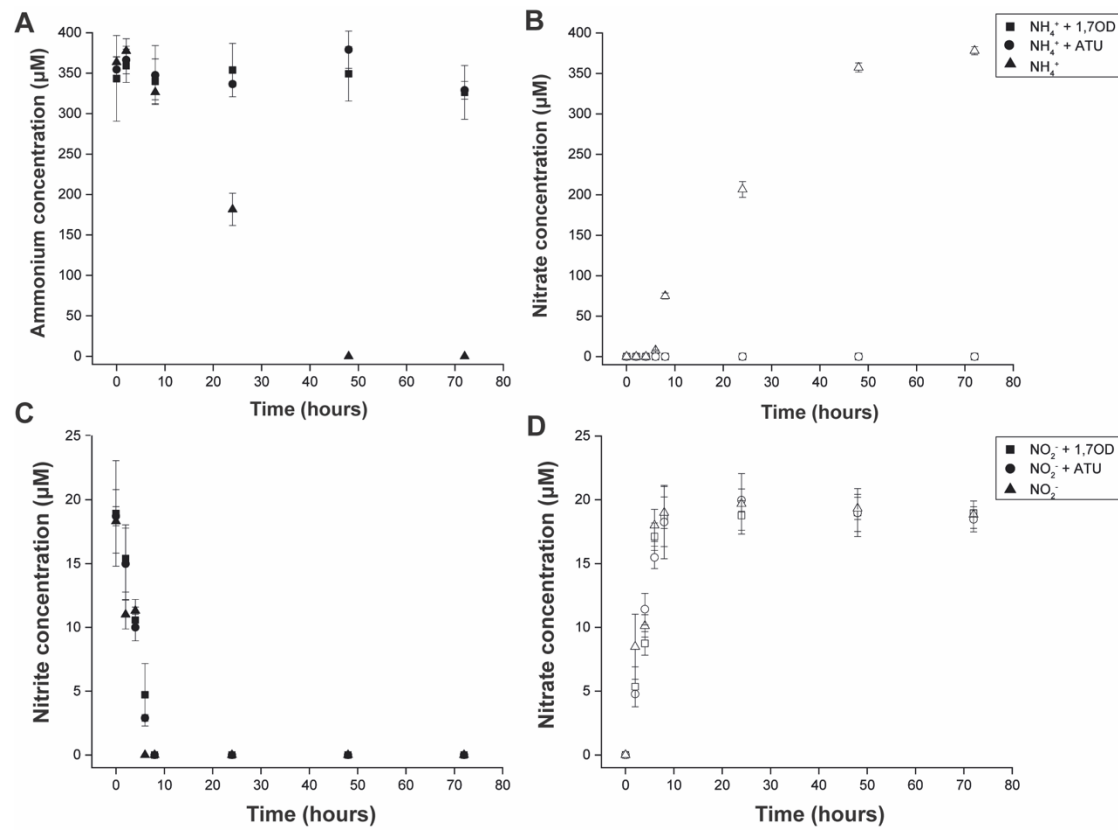 A
Ammonium concentration (µM)
400
350
300
250
200
150
100
50
0
0 10 20 30 40 50 60 70 80
Time (hours)
B
Nitrate concentration (µM)
400
350
300
250
200
150
100
50
0
0 10 20 30 40 50 60 70 80
Time (hours)
NH₄⁺ + 1,7OD
NH₄⁺ + ATU
NH₄⁺
C
Nitrite concentration (µM)
25
20
15
10
5
0
0 10 20 30 40 50 60 70 80
Time (hours)
D
Nitrate concentration (µM)
25
20
15
10
5
0
0 10 20 30 40 50 60 70 80
Time (hours)
NO₂⁻ + 1,7OD
NO₂⁻ + ATU
NO₂⁻